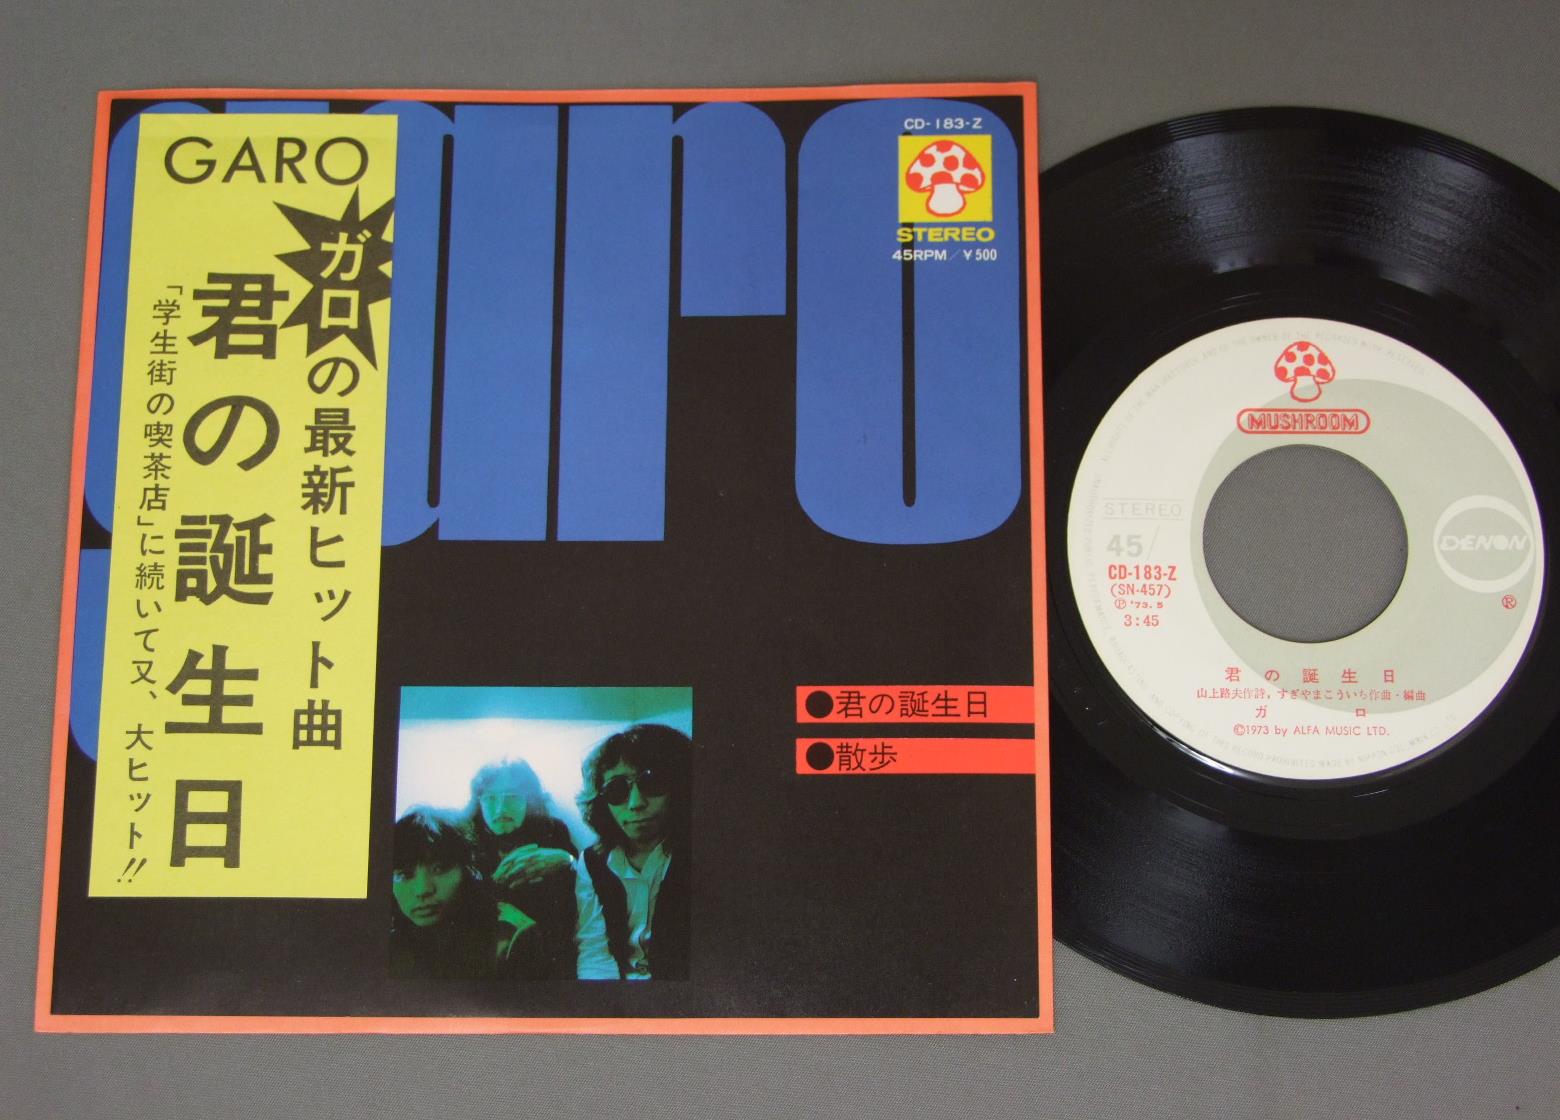 garo
GARO
ガロの最新ヒット曲
君の誕生日
「学生街の喫茶店」に続いて又、大ヒット!!
CD-183-Z
STEREO
45RPM/¥500
●君の誕生日
●散歩
MUSHROOM
STEREO
45/
CD-183-Z
(SN-457)
Ⓟ '73.5
3:45
DENON
®
君の誕生日
山上路夫作詩，すぎやまこういち作曲・編曲
ガロ
©1973 by ALFA MUSIC LTD.